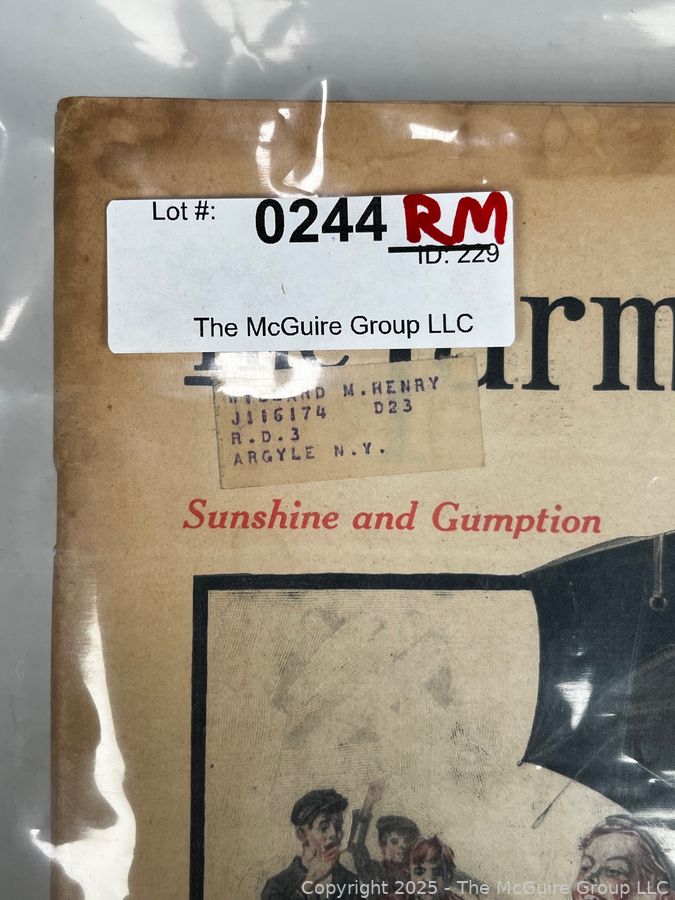 Lot #:
0244 RM
ID: 229
The McGuire Group LLC
M. HENRY
J116174 D23
R.D.3
ARGYLE N.Y.
Sunshine and Gumption
Copyright 2025 - The McGuire Group LLC